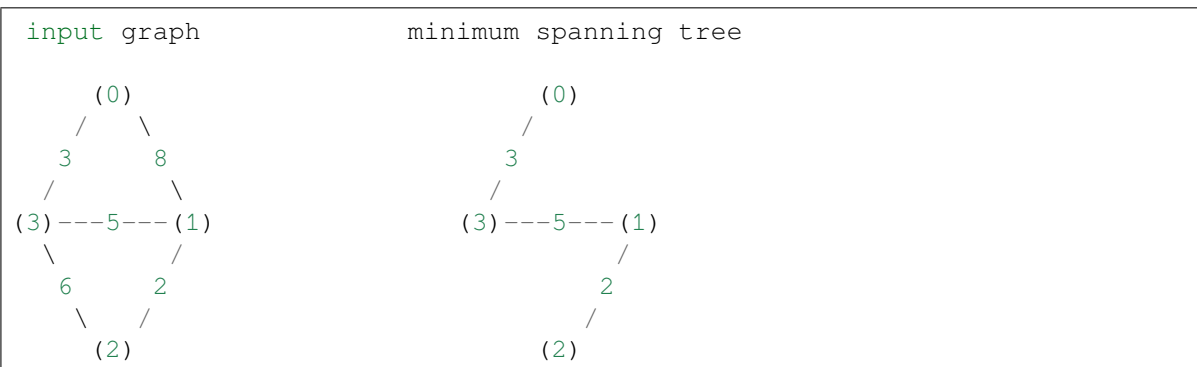 input graph             minimum spanning tree
     (0)                         (0)
    /   \                       /
   3     8                     3
  /       \                   /
(3)---5---(1)               (3)---5---(1)
  \       /                           /
   6     2                           2
    \   /                           /
     (2)                         (2)